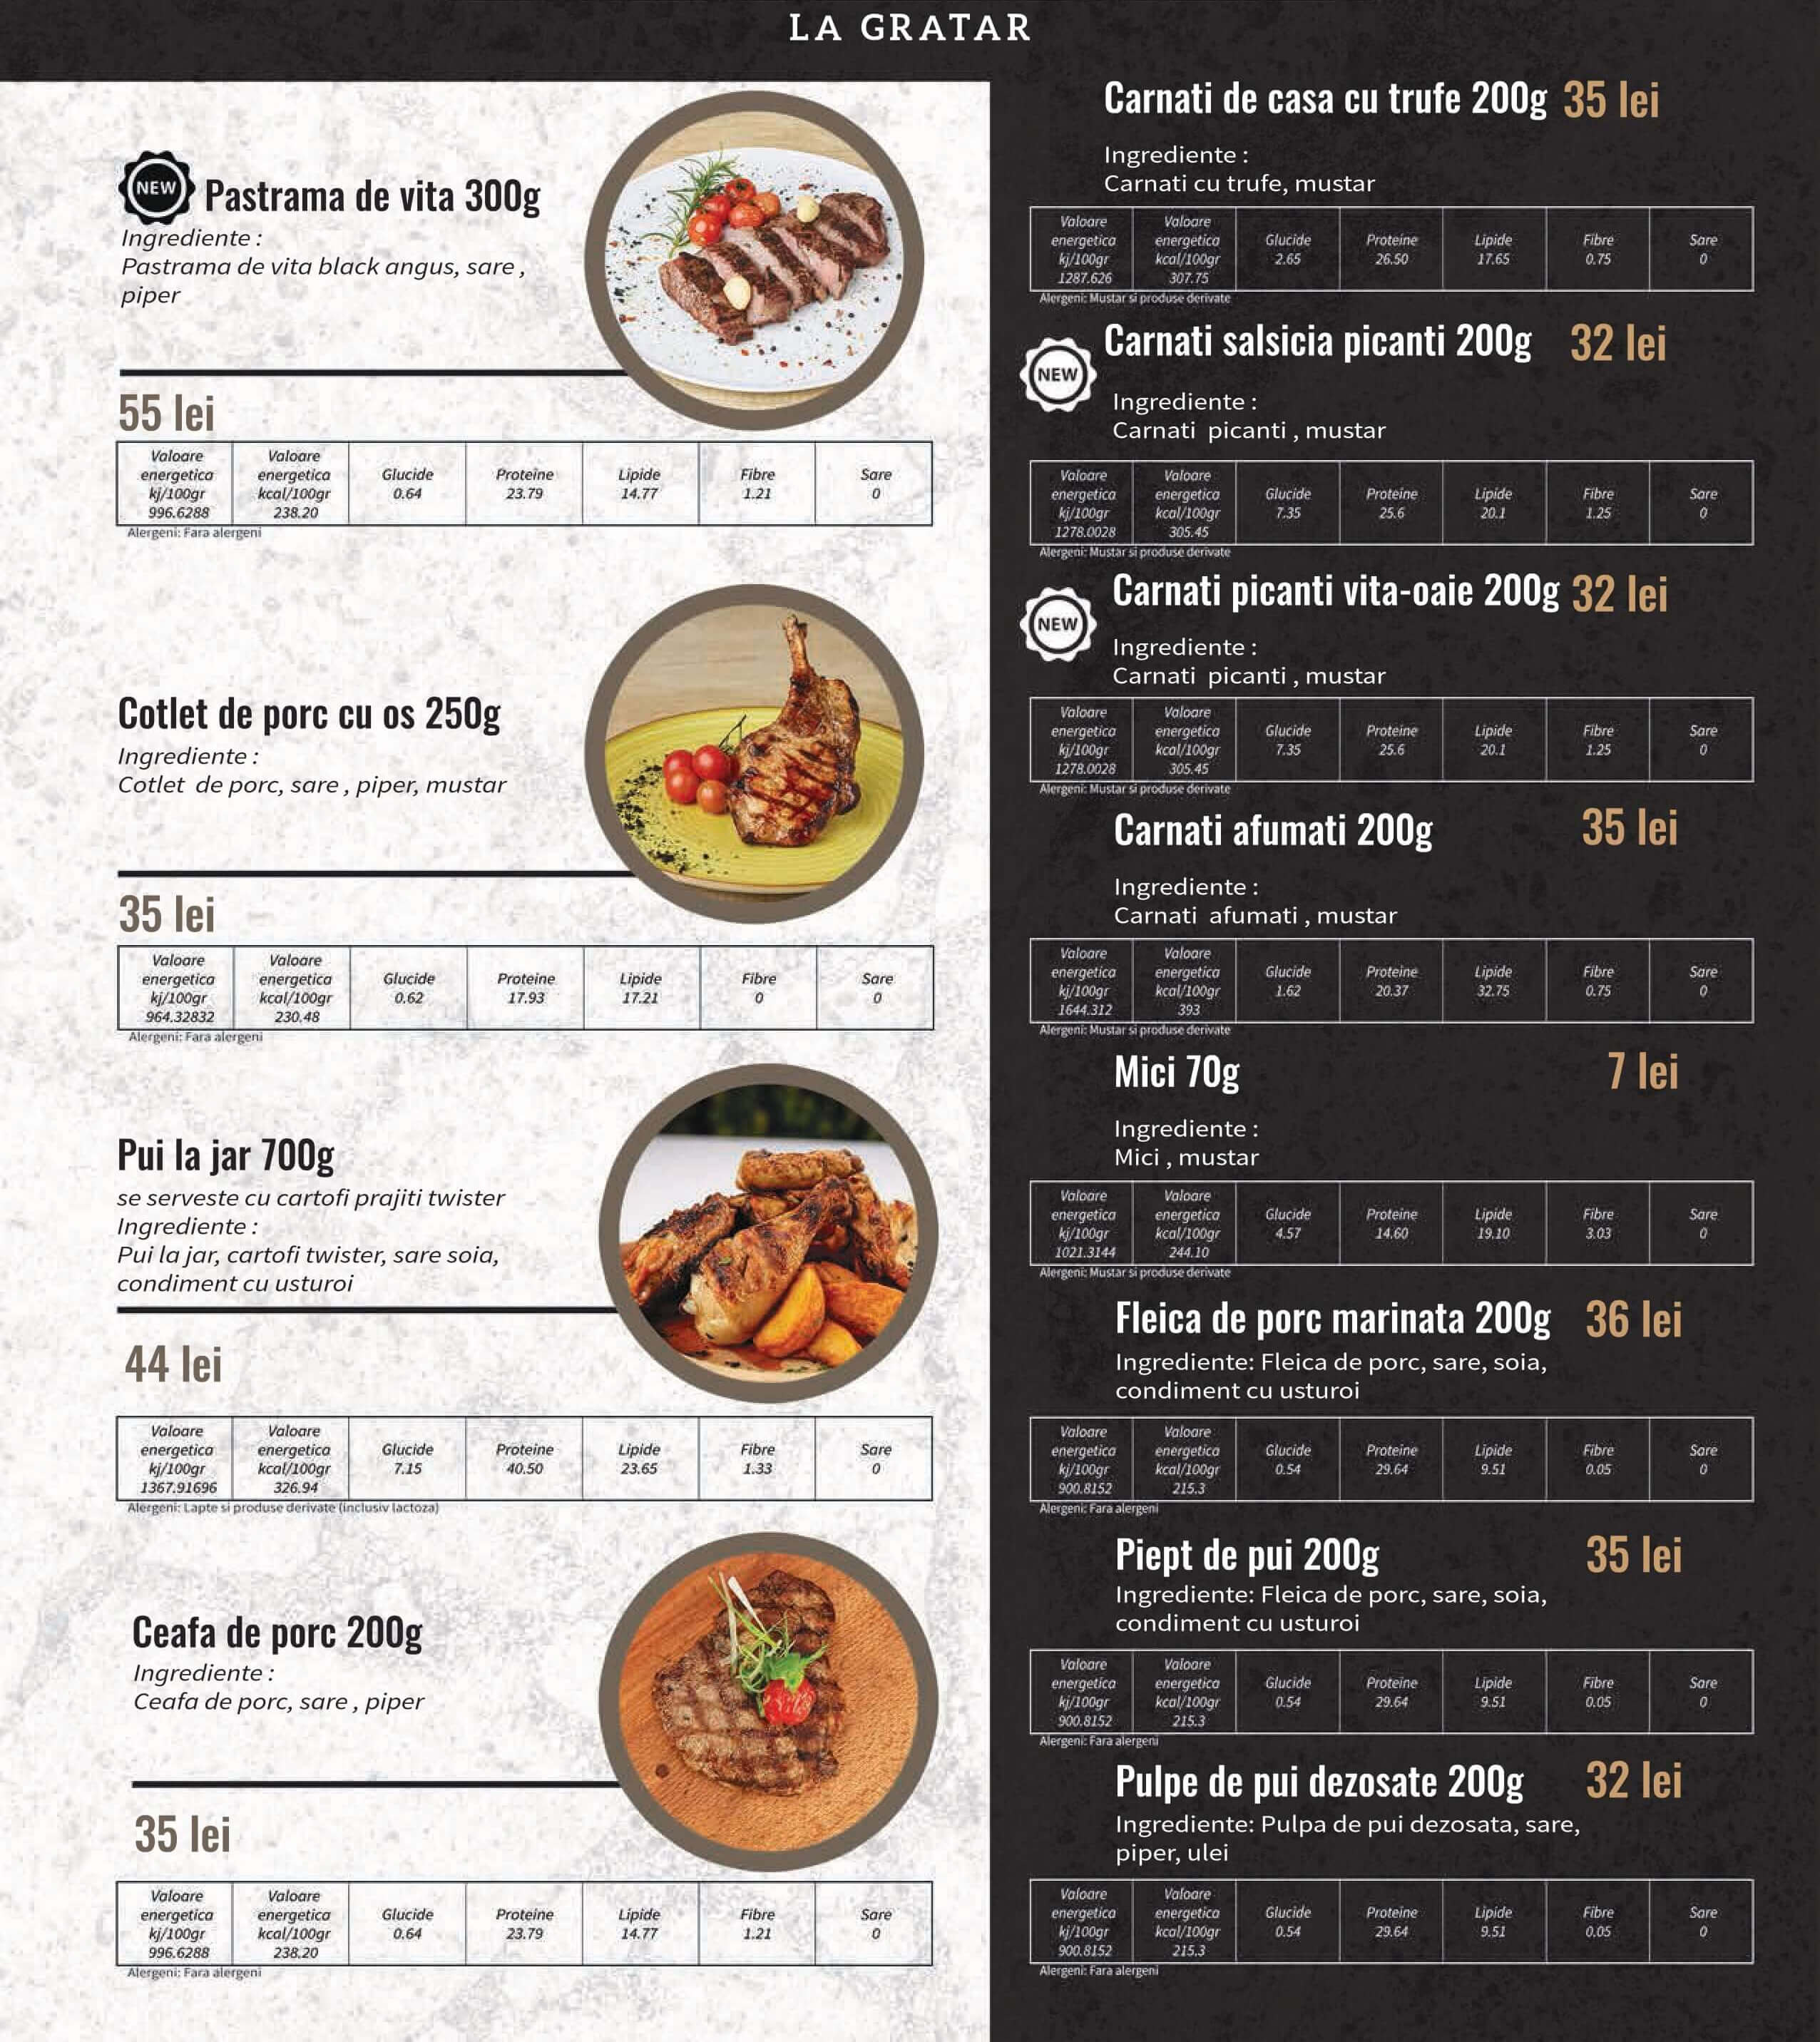 LA GRATAR
NEW
Pastrama de vita 300g
Ingrediente :
Pastrama de vita black angus, sare ,
piper
55 lei
Valoare energetica kj/100gr 996.6288 Valoare energetica kcal/100gr 238.20 Glucide 0.64 Proteine 23.79 Lipide 14.77 Fibre 1.21 Sare 0
Alergeni: Fara alergeni
Cotlet de porc cu os 250g
Ingrediente :
Cotlet de porc, sare , piper, mustar
35 lei
Valoare energetica kj/100gr 964.32832 Valoare energetica kcal/100gr 230.48 Glucide 0.62 Proteine 17.93 Lipide 17.21 Fibre 0 Sare 0
Alergeni: Fara alergeni
Pui la jar 700g
se serveste cu cartofi prajiti twister
Ingrediente :
Pui la jar, cartofi twister, sare soia,
condiment cu usturoi
44 lei
Valoare energetica kj/100gr 1367.91696 Valoare energetica kcal/100gr 326.94 Glucide 7.15 Proteine 40.50 Lipide 23.65 Fibre 1.33 Sare 0
Alergeni: Lapte si produse derivate (inclusiv lactoza)
Ceafa de porc 200g
Ingrediente :
Ceafa de porc, sare , piper
35 lei
Valoare energetica kj/100gr 996.6288 Valoare energetica kcal/100gr 238.20 Glucide 0.64 Proteine 23.79 Lipide 14.77 Fibre 1.21 Sare 0
Alergeni: Fara alergeni
Carnati de casa cu trufe 200g 35 lei
Ingrediente :
Carnati cu trufe, mustar
Valoare energetica kj/100gr 1287.626 Valoare energetica kcal/100gr 307.75 Glucide 2.65 Proteine 26.50 Lipide 17.65 Fibre 0.75 Sare 0
Alergeni: Mustar si produse derivate
NEW
Carnati salsicia picanti 200g 32 lei
Ingrediente :
Carnati picanti , mustar
Valoare energetica kj/100gr 1278.0028 Valoare energetica kcal/100gr 305.45 Glucide 7.35 Proteine 25.6 Lipide 20.1 Fibre 1.25 Sare 0
Alergeni: Mustar si produse derivate
NEW
Carnati picanti vita-oaie 200g 32 lei
Ingrediente :
Carnati picanti , mustar
Valoare energetica kj/100gr 1278.0028 Valoare energetica kcal/100gr 305.45 Glucide 7.35 Proteine 25.6 Lipide 20.1 Fibre 1.25 Sare 0
Alergeni: Mustar si produse derivate
Carnati afumati 200g 35 lei
Ingrediente :
Carnati afumati , mustar
Valoare energetica kj/100gr 1644.312 Valoare energetica kcal/100gr 393 Glucide 1.62 Proteine 20.37 Lipide 32.75 Fibre 0.75 Sare 0
Alergeni: Mustar si produse derivate
Mici 70g 7 lei
Ingrediente :
Mici , mustar
Valoare energetica kj/100gr 1021.3144 Valoare energetica kcal/100gr 244.10 Glucide 4.57 Proteine 14.60 Lipide 19.10 Fibre 3.03 Sare 0
Alergeni: Mustar si produse derivate
Fleica de porc marinata 200g 36 lei
Ingrediente: Fleica de porc, sare, soia,
condiment cu usturoi
Valoare energetica kj/100gr 900.8152 Valoare energetica kcal/100gr 215.3 Glucide 0.54 Proteine 29.64 Lipide 9.51 Fibre 0.05 Sare 0
Alergeni: Fara alergeni
Piept de pui 200g 35 lei
Ingrediente: Fleica de porc, sare, soia,
condiment cu usturoi
Valoare energetica kj/100gr 900.8152 Valoare energetica kcal/100gr 215.3 Glucide 0.54 Proteine 29.64 Lipide 9.51 Fibre 0.05 Sare 0
Alergeni: Fara alergeni
Pulpe de pui dezosate 200g 32 lei
Ingrediente: Pulpa de pui dezosata, sare,
piper, ulei
Valoare energetica kj/100gr 900.8152 Valoare energetica kcal/100gr 215.3 Glucide 0.54 Proteine 29.64 Lipide 9.51 Fibre 0.05 Sare 0
Alergeni: Fara alergeni